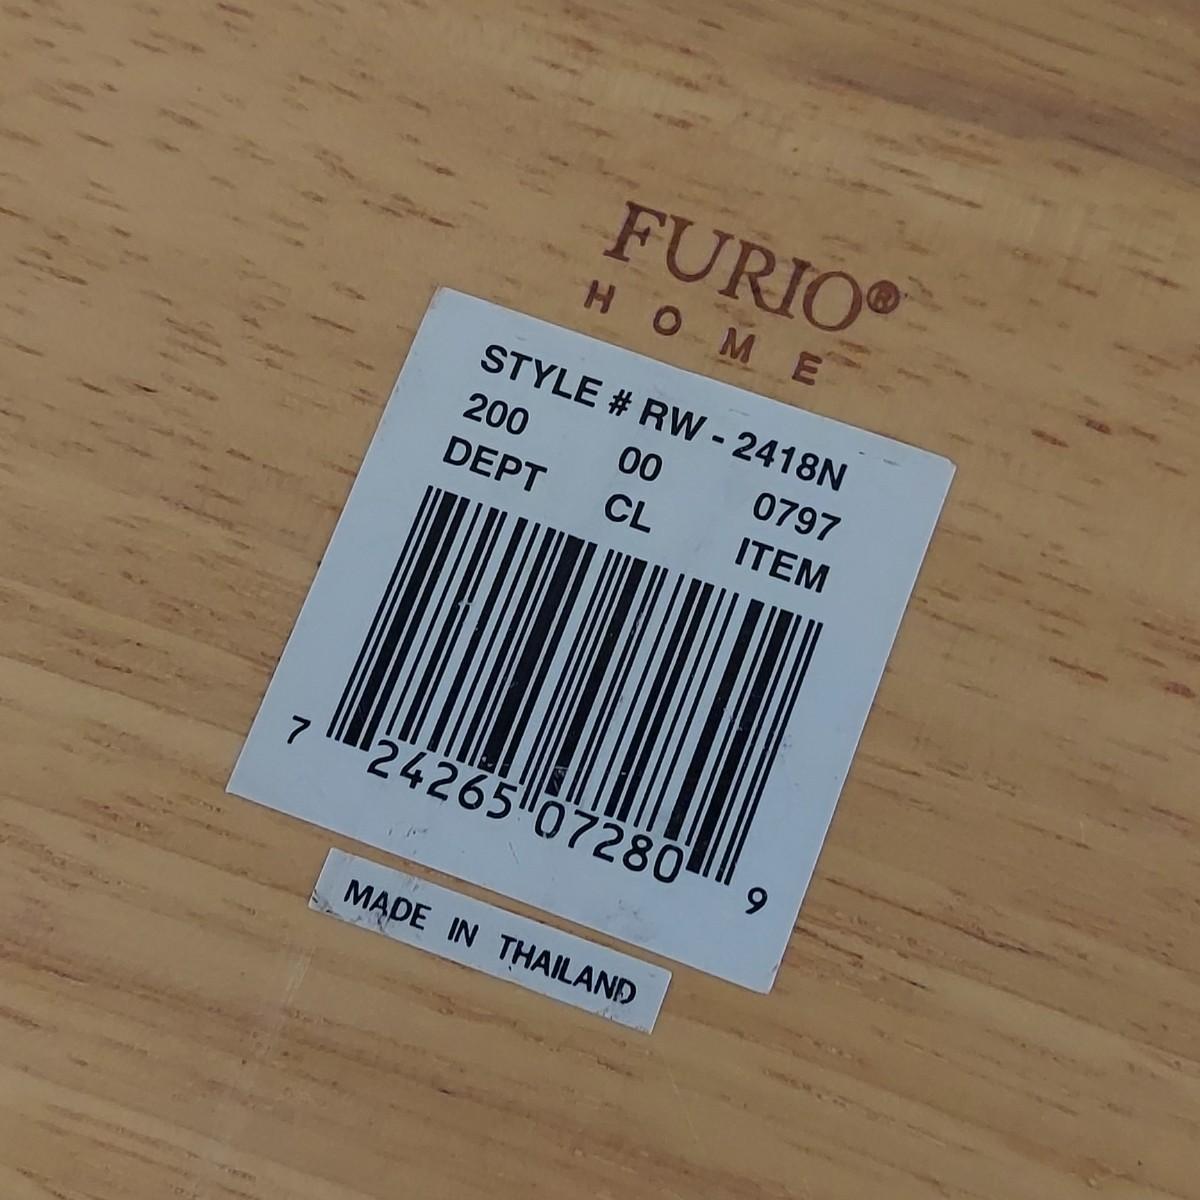 FURIO®
HOME
STYLE # RW - 2418N
200 00 0797
DEPT CL ITEM
7 24265 07280 9
MADE IN THAILAND